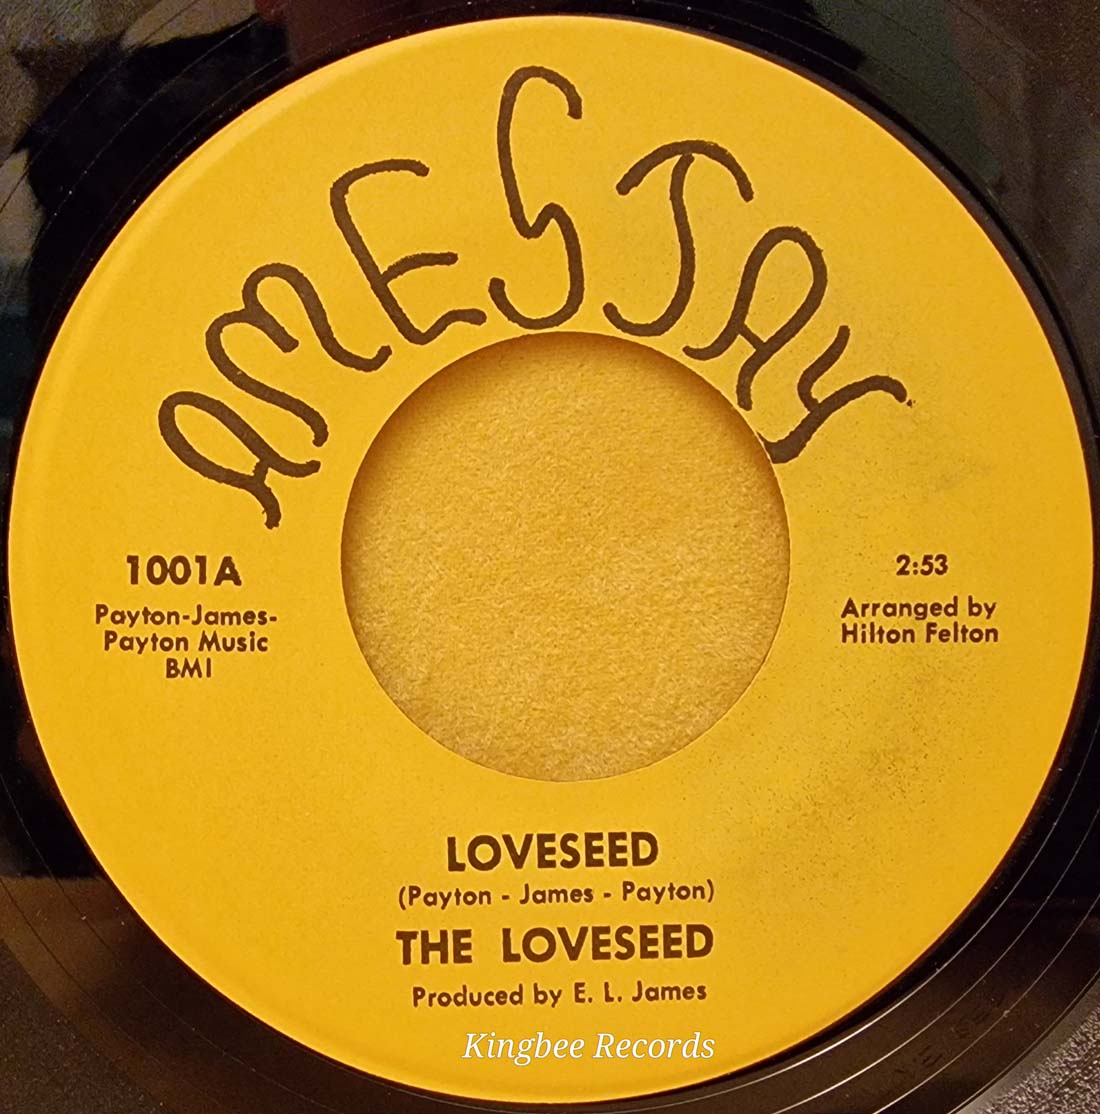 AMESJAY
1001A
Payton-James-
Payton Music
BMI
2:53
Arranged by
Hilton Felton
LOVESEED
(Payton - James - Payton)
THE LOVESEED
Produced by E. L. James
Kingbee Records